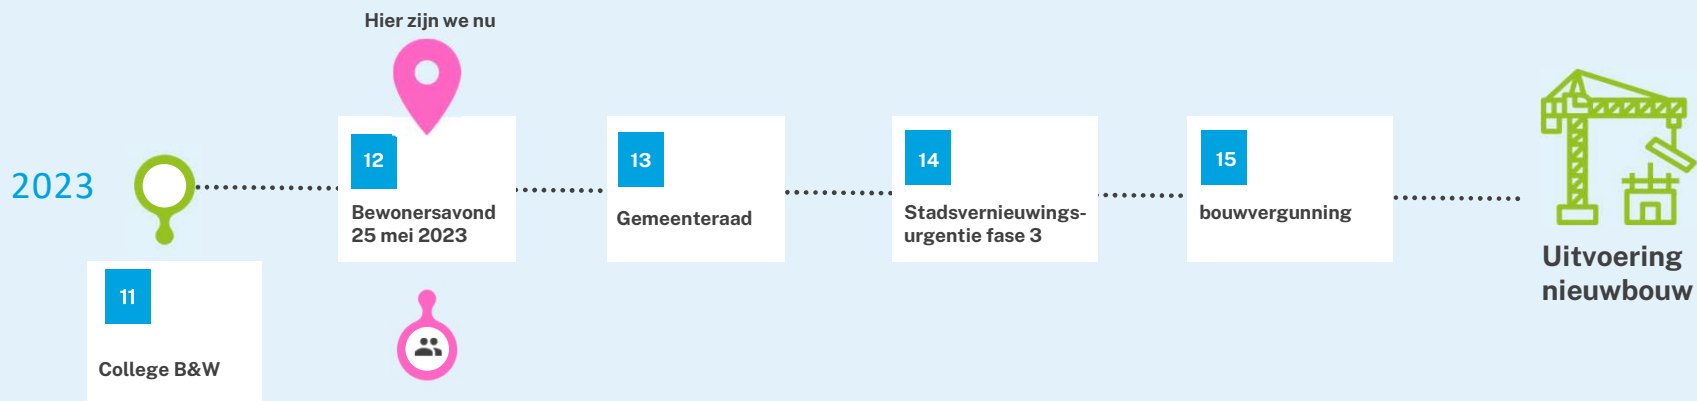 Hier zijn we nu
2023
11
College B&W
12
Bewonersavond
25 mei 2023
13
Gemeenteraad
14
Stadsvernieuwings-
urgentie fase 3
15
bouwvergunning
Uitvoering
nieuwbouw